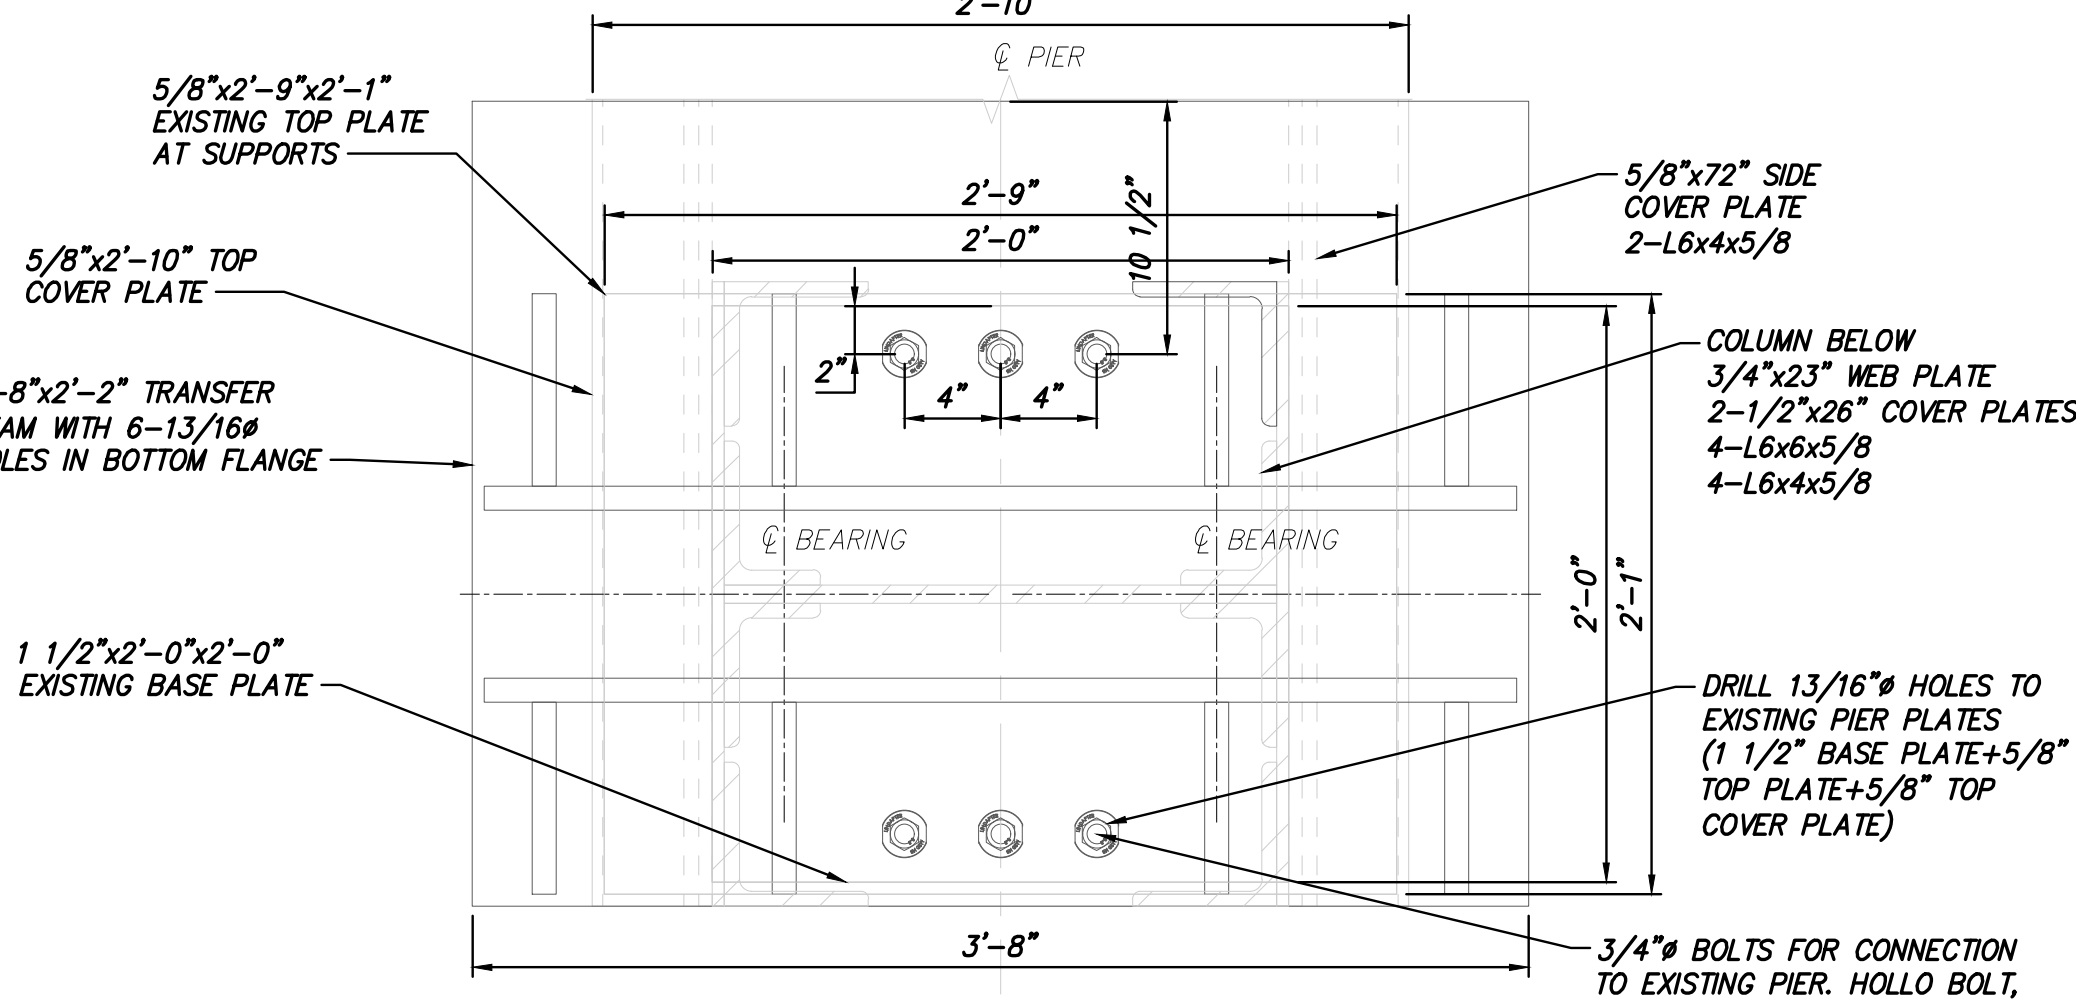 2'-10"
℄ PIER
5/8"x2'-9"x2'-1"
EXISTING TOP PLATE
AT SUPPORTS
5/8"x72" SIDE
COVER PLATE
2-L6x4x5/8
2'-9"
2'-0"
10 1/2"
5/8"x2'-10" TOP
COVER PLATE
COLUMN BELOW
3/4"x23" WEB PLATE
2-1/2"x26" COVER PLATES
4-L6x6x5/8
4-L6x4x5/8
2"
4"
4"
-8"x2'-2" TRANSFER
WITH 6-13/16ø
IN BOTTOM FLANGE
℄ BEARING
℄ BEARING
2'-0"
2'-1"
1 1/2"x2'-0"x2'-0"
EXISTING BASE PLATE
DRILL 13/16"ø HOLES TO
EXISTING PIER PLATES
(1 1/2" BASE PLATE+5/8"
TOP PLATE+5/8" TOP
COVER PLATE)
3'-8"
3/4"ø BOLTS FOR CONNECTION
TO EXISTING PIER. HOLLO BOLT,